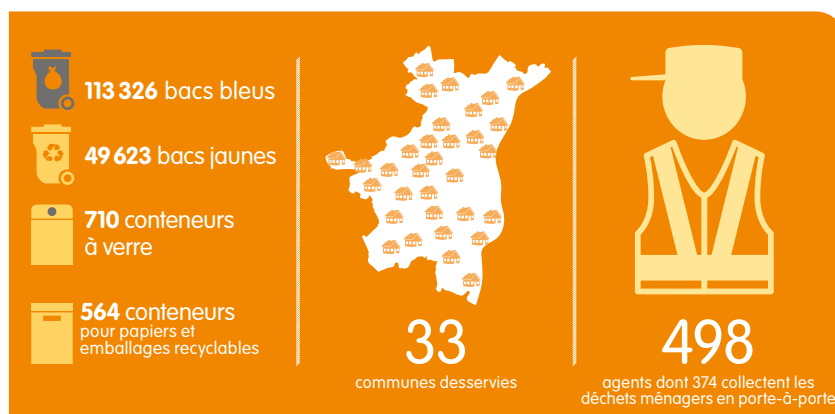 113 326 bacs bleus
49 623 bacs jaunes
710 conteneurs
à verre
564 conteneurs
pour papiers et
emballages recyclables
33
communes desservies
498
agents dont 374 collectent les
déchets ménagers en porte-à-porte